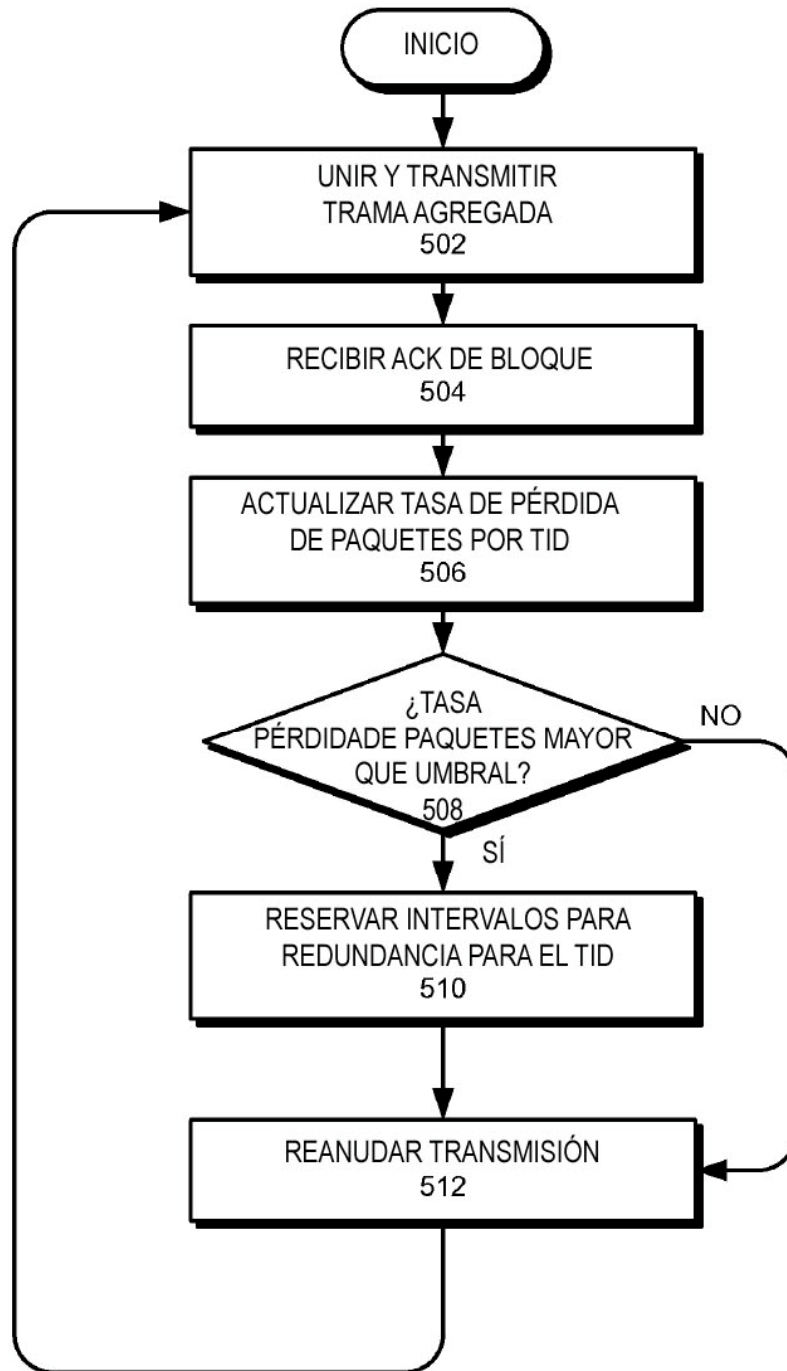 INICIO
UNIR Y TRANSMITIR
TRAMA AGREGADA
502
RECIBIR ACK DE BLOQUE
504
ACTUALIZAR TASA DE PÉRDIDA
DE PAQUETES POR TID
506
¿TASA
PÉRDIDADE PAQUETES MAYOR
QUE UMBRAL?
508
NO
SÍ
RESERVAR INTERVALOS PARA
REDUNDANCIA PARA EL TID
510
REANUDAR TRANSMISIÓN
512